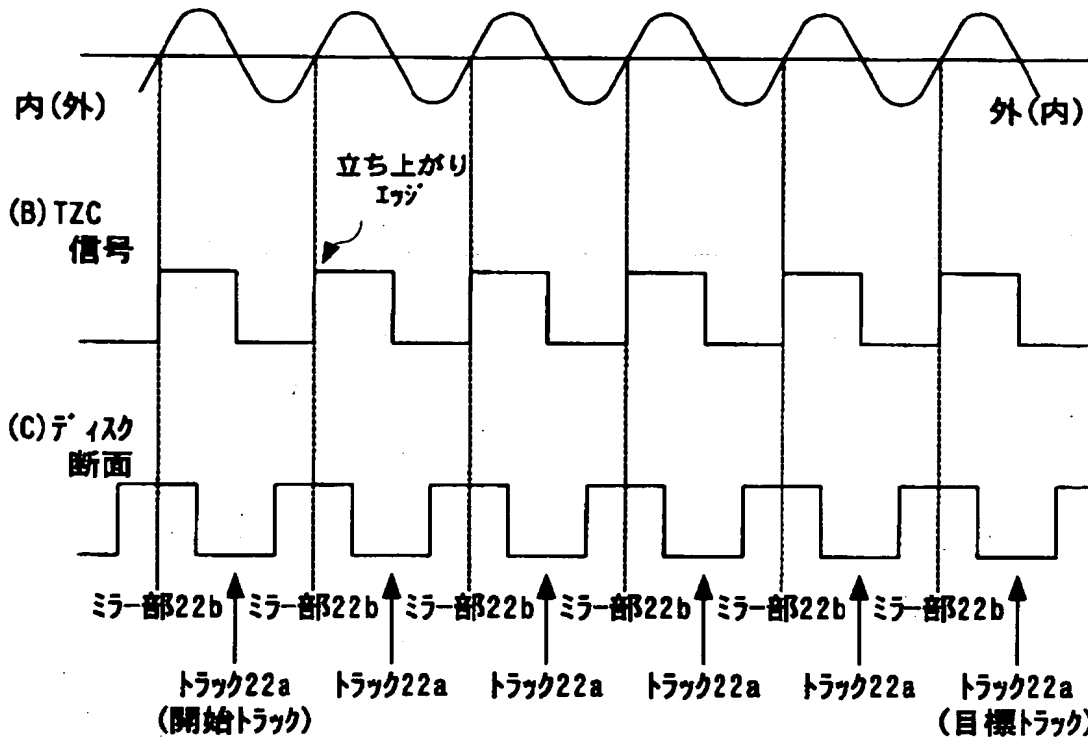 内(外)
外(内)
立ち上がり
エッジ
(B) TZC
信号
(C)ディスク
断面
ミラー部22b ミラー部22b ミラー部22b ミラー部22b ミラー部22b ミラー部22b
トラック22a トラック22a トラック22a トラック22a トラック22a トラック22a
(開始トラック) (目標トラック)